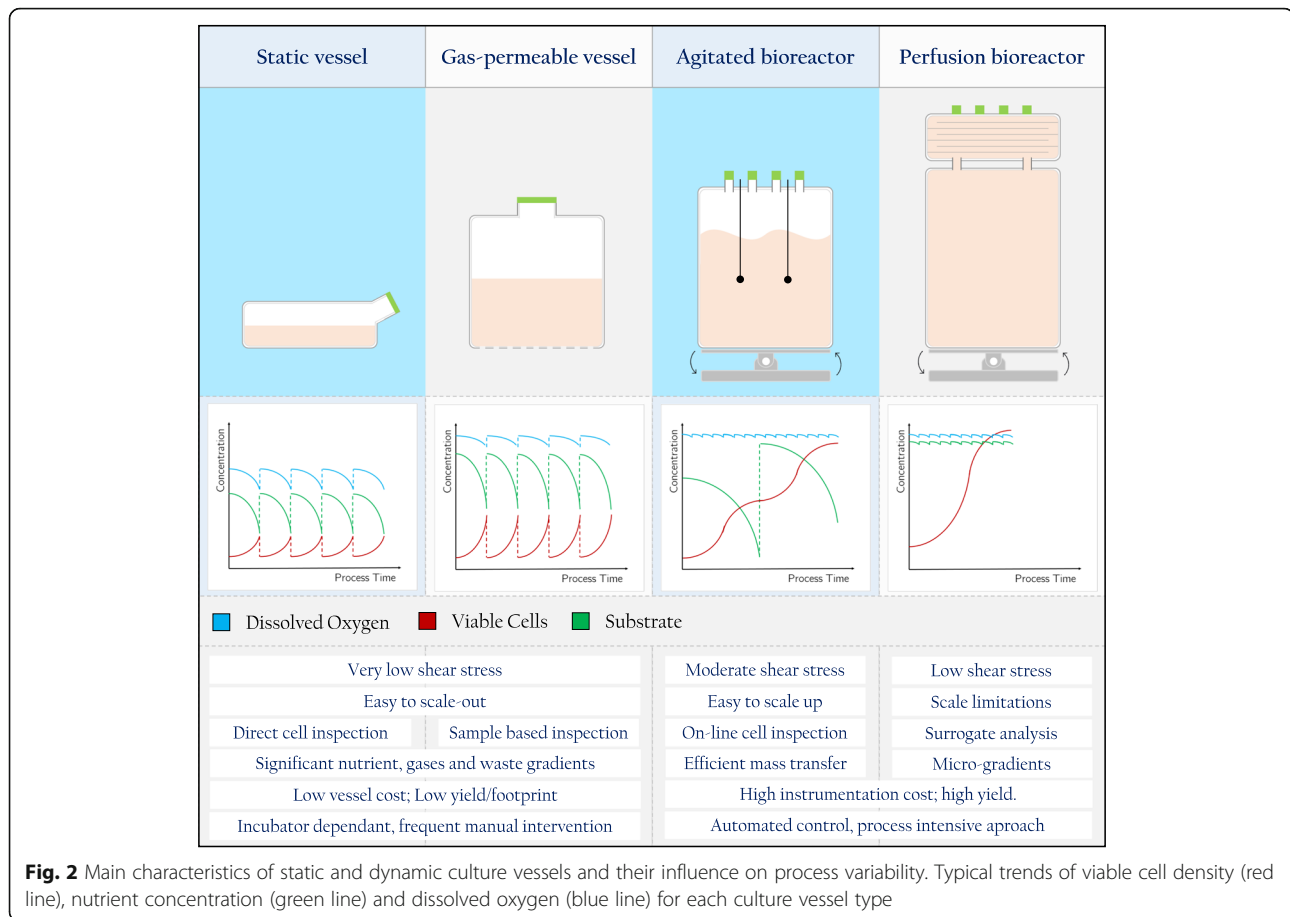 Static vessel
Gas-permeable vessel
Agitated bioreactor
Perfusion bioreactor
Concentration
Process Time
Concentration
Process Time
Concentration
Process Time
Concentration
Process Time
Dissolved Oxygen
Viable Cells
Substrate
Very low shear stress
Moderate shear stress
Low shear stress
Easy to scale-out
Easy to scale up
Scale limitations
Direct cell inspection
Sample based inspection
On-line cell inspection
Surrogate analysis
Significant nutrient, gases and waste gradients
Efficient mass transfer
Micro-gradients
Low vessel cost; Low yield/footprint
High instrumentation cost; high yield.
Incubator dependant, frequent manual intervention
Automated control, process intensive aproach
Fig. 2 Main characteristics of static and dynamic culture vessels and their influence on process variability. Typical trends of viable cell density (red
line), nutrient concentration (green line) and dissolved oxygen (blue line) for each culture vessel type